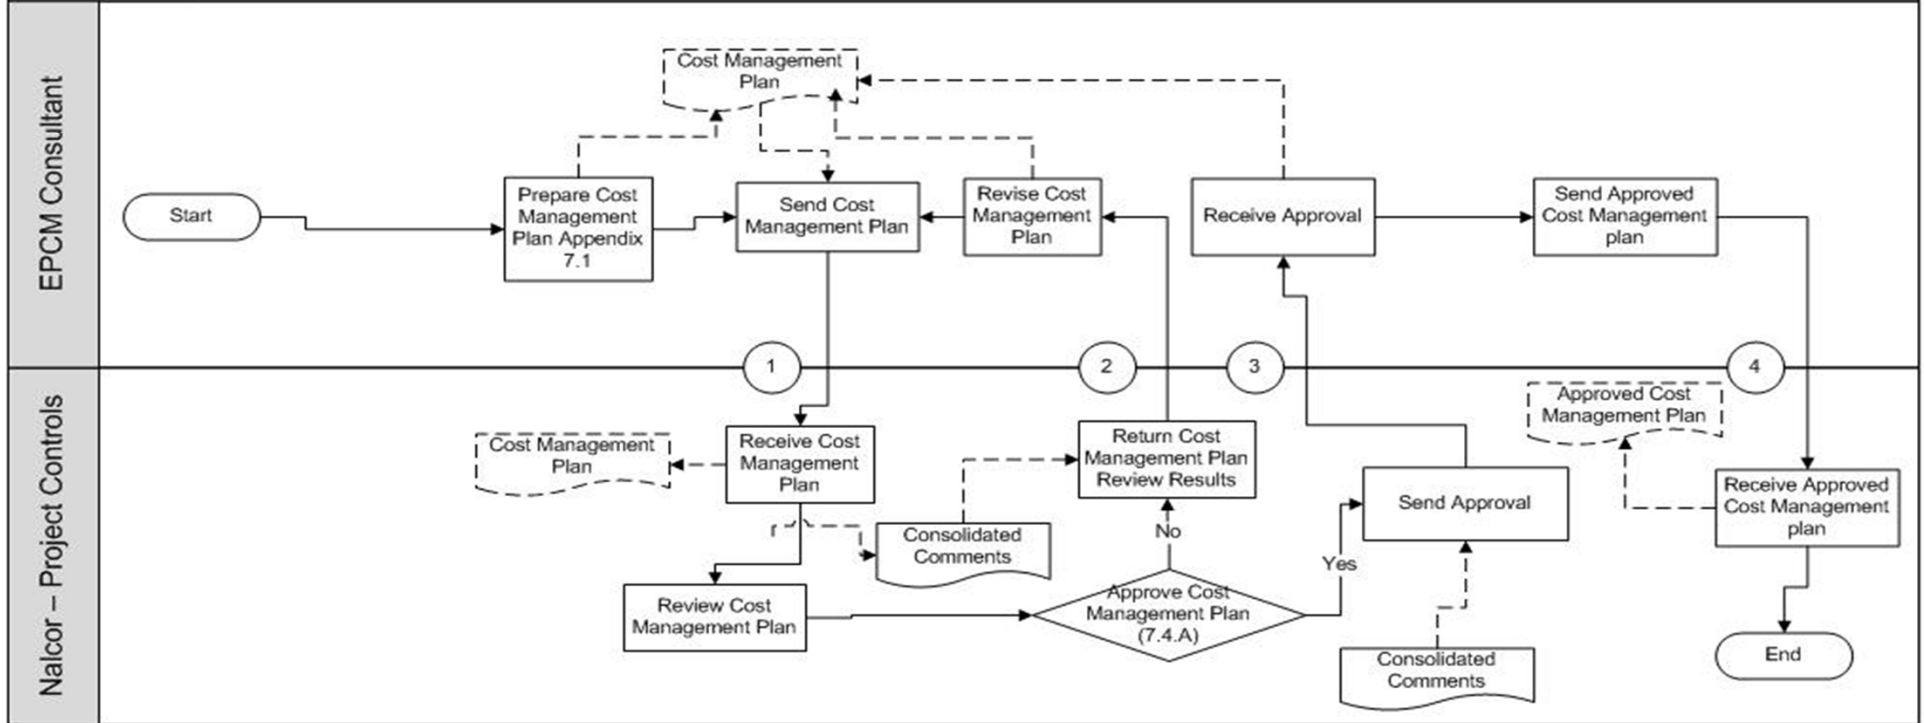 EPCM Consultant
Cost Management
Plan
Start
Prepare Cost
Management
Plan Appendix
7.1
Send Cost
Management Plan
Revise Cost
Management
Plan
Receive Approval
Send Approved
Cost Management
plan
1
2
3
4
Nalcor – Project Controls
Cost Management
Plan
Receive Cost
Management
Plan
Return Cost
Management Plan
Review Results
Approved Cost
Management Plan
Send Approval
Receive Approved
Cost Management
plan
Consolidated
Comments
No
Yes
Review Cost
Management Plan
Approve Cost
Management Plan
(7.4.A)
Consolidated
Comments
End